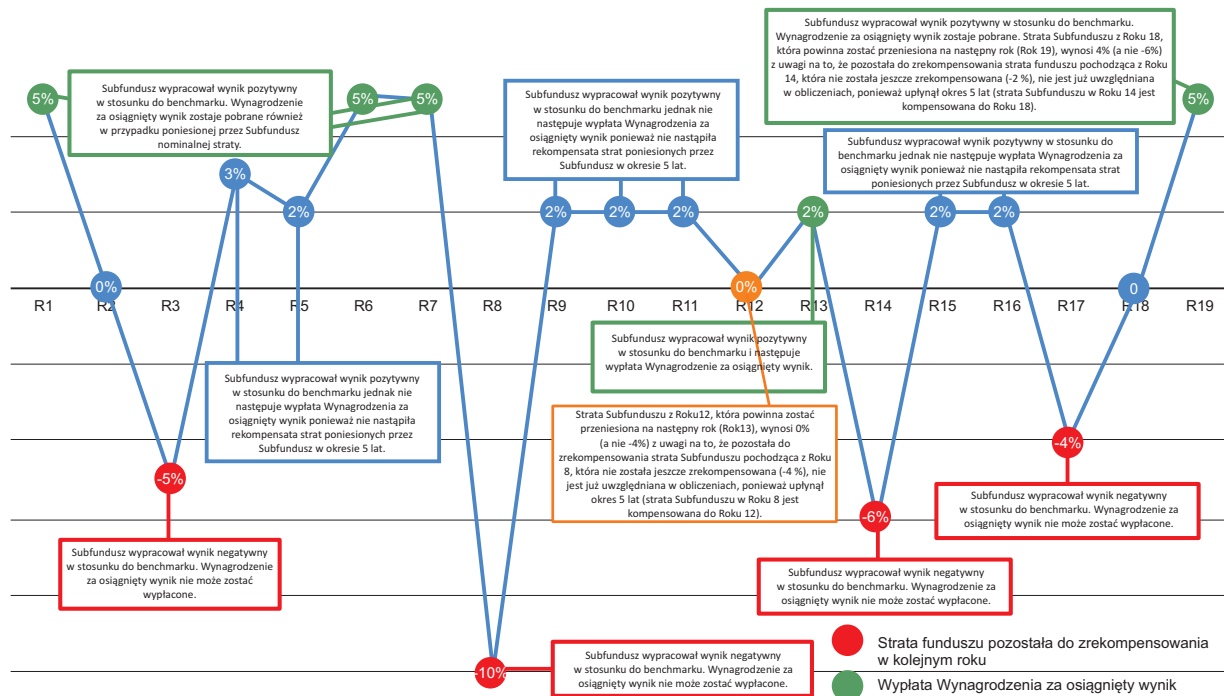 Subfundusz wypracował wynik pozytywny w stosunku do benchmarku.
Wynagrodzenie za osiągnięty wynik zostaje pobrane. Strata Subfunduszu z Roku 18,
która powinna zostać przeniesiona na następny rok (Rok 19), wynosi 4% (a nie -6%)
z uwagi na to, że pozostała do zrekompensowania strata funduszu pochodząca z Roku
14, która nie została jeszcze zrekompensowana (-2 %), nie jest już uwzględniana
w obliczeniach, ponieważ upłynął okres 5 lat (strata Subfunduszu w Roku 14 jest
kompensowana do Roku 18).
Subfundusz wypracował wynik pozytywny
w stosunku do benchmarku. Wynagrodzenie
za osiągnięty wynik zostaje pobrane również
w przypadku poniesionej przez Subfundusz
nominalnej straty.
Subfundusz wypracował wynik pozytywny
w stosunku do benchmarku jednak nie
następuje wypłata Wynagrodzenia za
osiągnięty wynik ponieważ nie nastąpiła
rekompensata strat poniesionych przez
Subfundusz w okresie 5 lat.
Subfundusz wypracował wynik pozytywny w stosunku do
benchmarku jednak nie następuje wypłata Wynagrodzenia za
osiągnięty wynik ponieważ nie nastąpiła rekompensata strat
poniesionych przez Subfundusz w okresie 5 lat.
5%
0%
-5%
3%
2%
5%
5%
-10%
2%
2%
2%
0%
2%
-6%
2%
2%
-4%
0
5%
R1 R2 R3 R4 R5 R6 R7 R8 R9 R10 R11 R12 R13 R14 R15 R16 R17 R18 R19
Subfundusz wypracował wynik pozytywny
w stosunku do benchmarku i następuje
wypłata Wynagrodzenie za osiągnięty wynik.
Subfundusz wypracował wynik pozytywny
w stosunku do benchmarku jednak nie
następuje wypłata Wynagrodzenia za
osiągnięty wynik ponieważ nie nastąpiła
rekompensata strat poniesionych przez
Subfundusz w okresie 5 lat.
Strata Subfunduszu z Roku12, która powinna zostać
przeniesiona na następny rok (Rok13), wynosi 0%
(a nie -4%) z uwagi na to, że pozostała do
zrekompensowania strata Subfunduszu pochodząca z Roku
8, która nie została jeszcze zrekompensowana (-4 %), nie
jest już uwzględniana w obliczeniach, ponieważ upłynął
okres 5 lat (strata Subfunduszu w Roku 8 jest
kompensowana do Roku 12).
Subfundusz wypracował wynik negatywny
w stosunku do benchmarku. Wynagrodzenie za
osiągnięty wynik nie może zostać wypłacone.
Subfundusz wypracował wynik negatywny
w stosunku do benchmarku. Wynagrodzenie
za osiągnięty wynik nie może zostać
wypłacone.
Subfundusz wypracował wynik negatywny
w stosunku do benchmarku. Wynagrodzenie za
osiągnięty wynik nie może zostać wypłacone.
Subfundusz wypracował wynik negatywny
w stosunku do benchmarku. Wynagrodzenie za
osiągnięty wynik nie może zostać wypłacone.
Strata funduszu pozostała do zrekompensowania
w kolejnym roku
Wypłata Wynagrodzenia za osiągnięty wynik